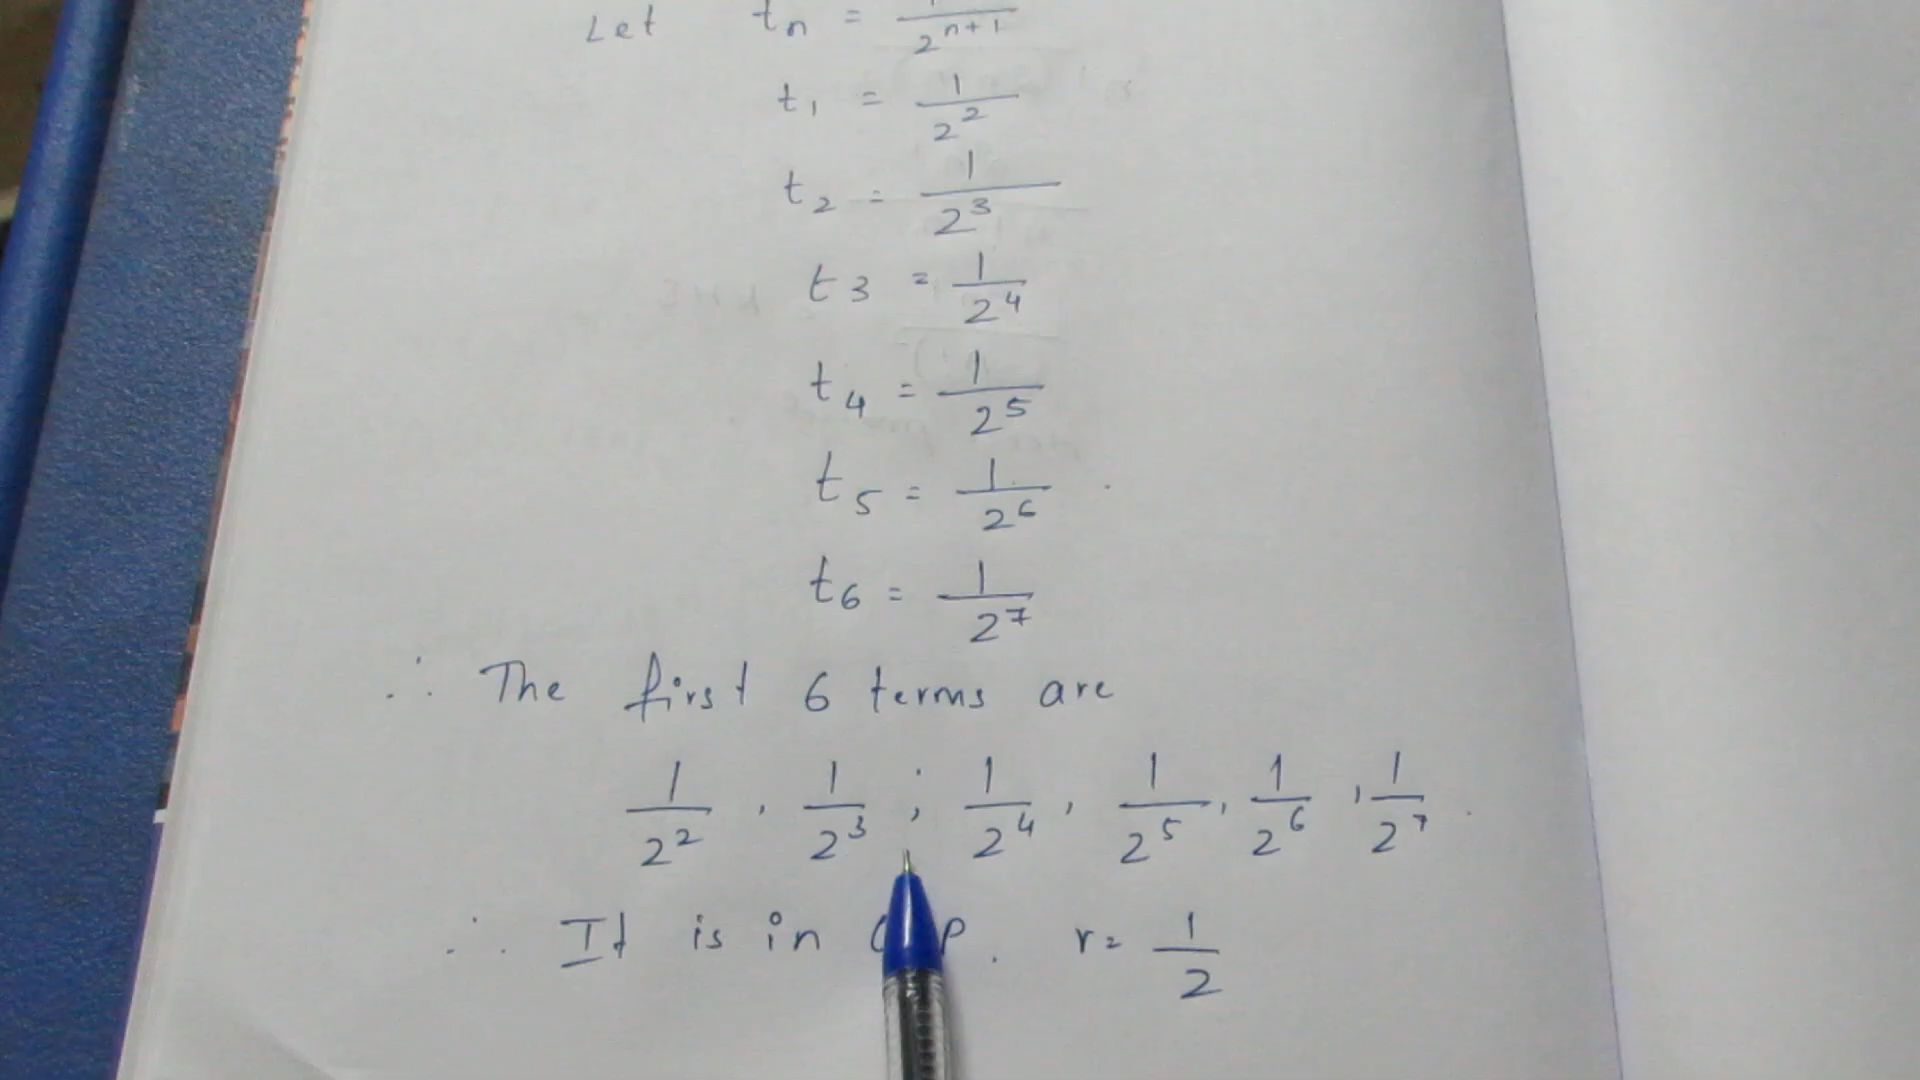 Let tn = 1/2^(n+1)
t1 = 1/2^2
t2 = 1/2^3
t3 = 1/2^4
t4 = 1/2^5
t5 = 1/2^6
t6 = 1/2^7
∴ The first 6 terms are
1/2^2, 1/2^3; 1/2^4, 1/2^5, 1/2^6, 1/2^7.
∴ It is in P. r = 1/2